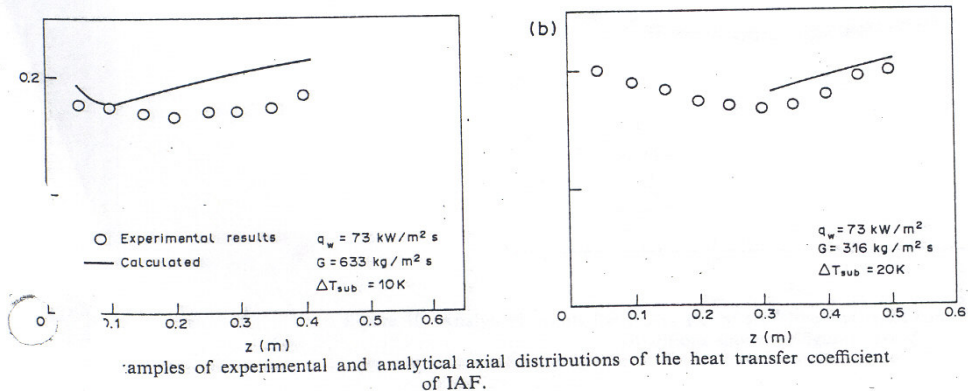 (b)
0.2
Experimental results
Calculated
q_w = 73 kW/m² s
G = 633 kg/m² s
ΔT_sub = 10K
q_w = 73 kW/m²
G = 316 kg/m² s
ΔT_sub = 20K
0 0.1 0.2 0.3 0.4 0.5 0.6
z (m)
0 0.1 0.2 0.3 0.4 0.5 0.6
z (m)
amples of experimental and analytical axial distributions of the heat transfer coefficient
of IAF.